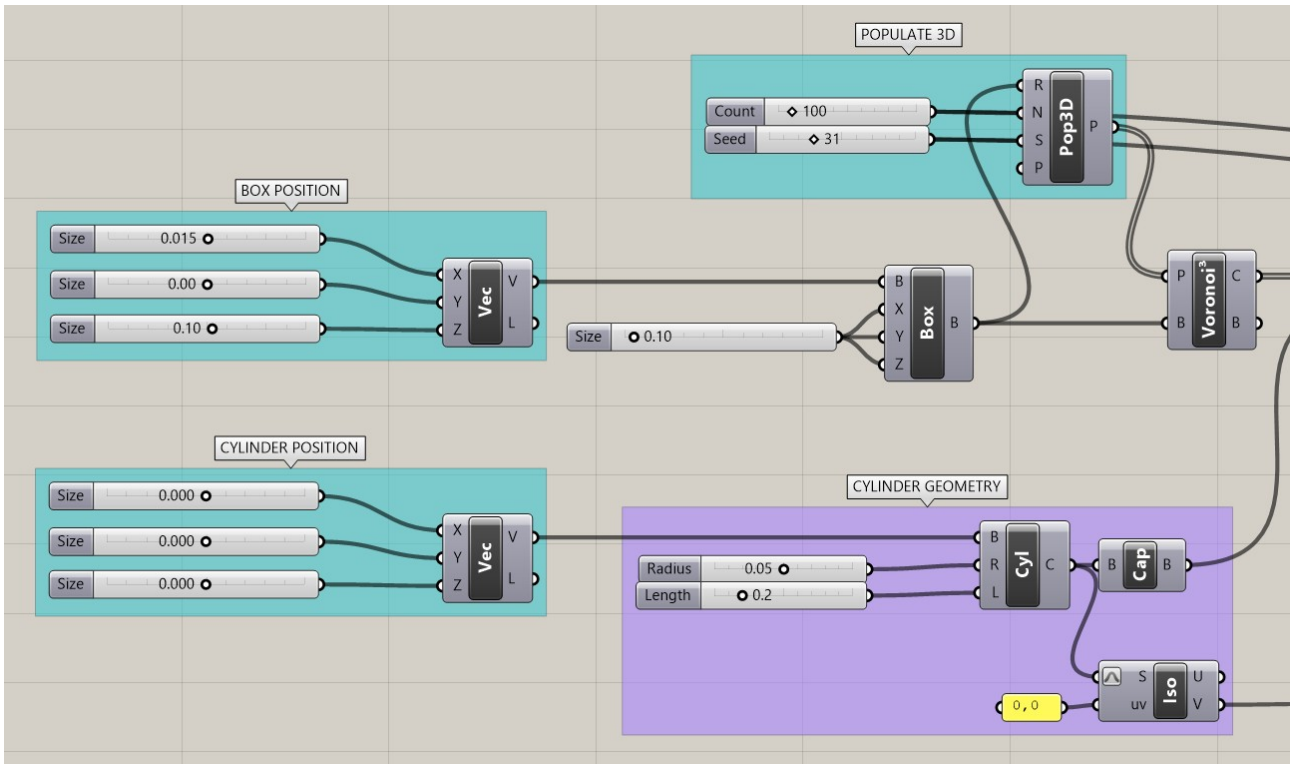 POPULATE 3D
Count 100
Seed 31
R
N
S
P
Pop3D
P
BOX POSITION
Size 0.015
Size 0.00
Size 0.10
X
Y
Z
Vec
V
L
Size 0.10
B
X
Y
Z
Box
B
P
B
Voronoi³
C
B
CYLINDER POSITION
Size 0.000
Size 0.000
Size 0.000
X
Y
Z
Vec
V
L
CYLINDER GEOMETRY
Radius 0.05
Length 0.2
B
R
L
Cyl
C
B
Cap
B
0,0
S
uv
Iso
U
V